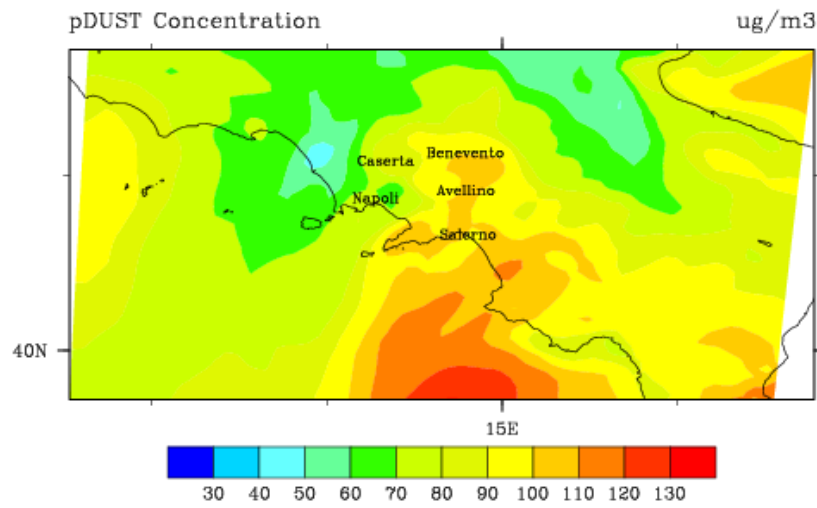 pDUST Concentration ug/m3
Benevento
Caserta
Avellino
Napoli
Salerno
40N
15E
30 40 50 60 70 80 90 100 110 120 130